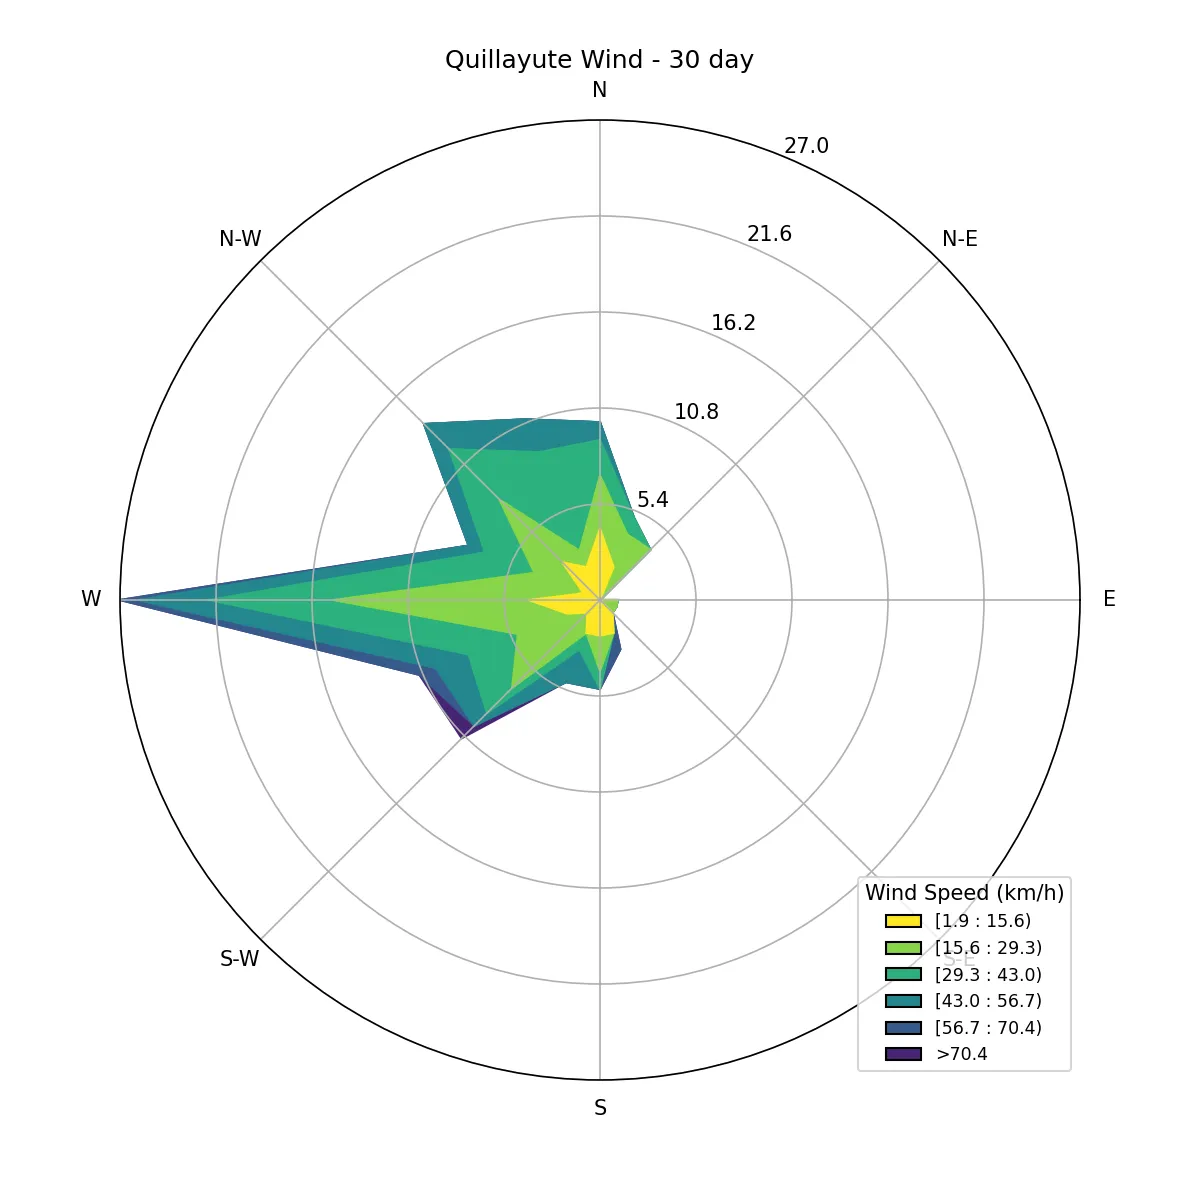 Quillayute Wind - 30 day
N
27.0
N-W
N-E
21.6
16.2
10.8
5.4
W
E
Wind Speed (km/h)
[1.9 : 15.6)
[15.6 : 29.3)
S-W
S-E
[29.3 : 43.0)
[43.0 : 56.7)
[56.7 : 70.4)
>70.4
S